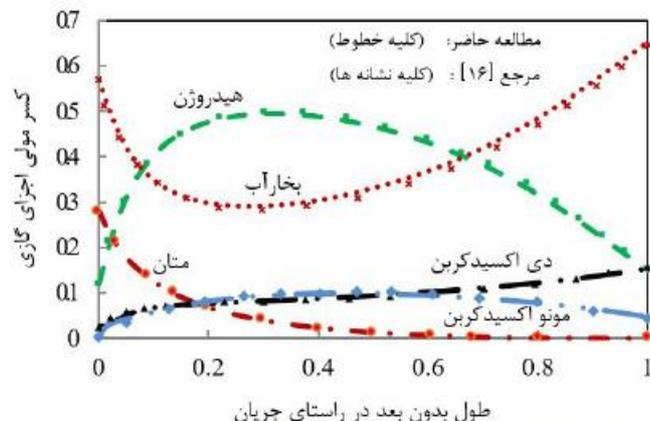 0.7
0.6
0.5
0.4
0.3
0.2
0.1
0
0
0.2
0.4
0.6
0.8
1
مطالعه حاضر: (کلیه خطوط)
مرجع [۱۶]: (کلیه نشانه ها)
هیدروژن
بخارآب
متان
دی اکسیدکربن
مونو اکسیدکربن
کسر مولی اجزای گازی
طول بدون بعد در راستای جریان